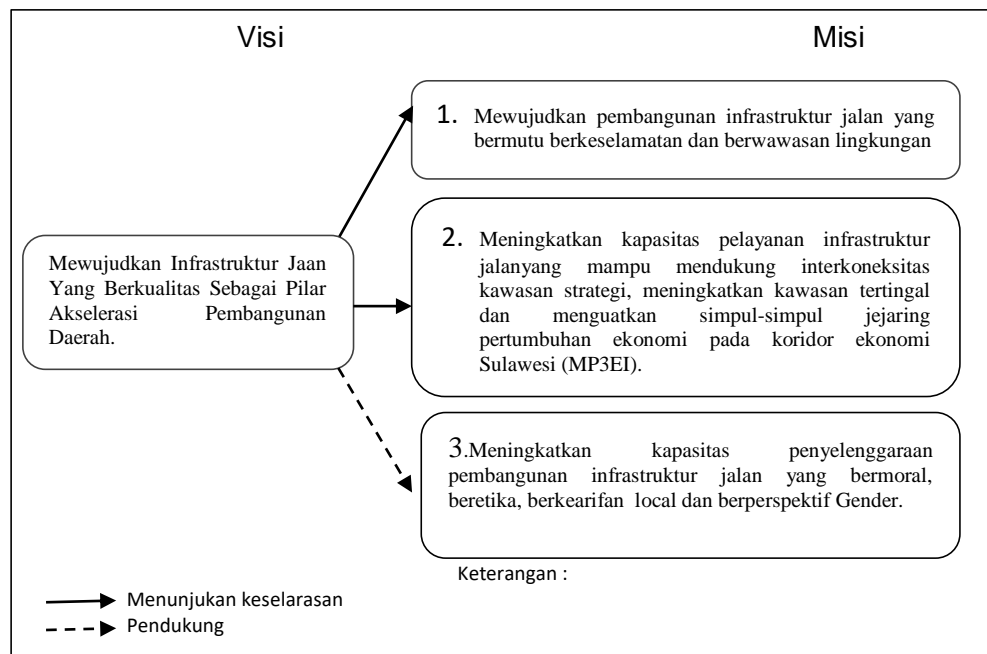 Visi
Misi
1. Mewujudkan pembangunan infrastruktur jalan yang
bermutu berkeselamatan dan berwawasan lingkungan
Mewujudkan Infrastruktur Jaan
Yang Berkualitas Sebagai Pilar
Akselerasi Pembangunan
Daerah.
2. Meningkatkan kapasitas pelayanan infrastruktur
jalanyang mampu mendukung interkoneksitas
kawasan strategi, meningkatkan kawasan tertingal
dan menguatkan simpul-simpul jejaring
pertumbuhan ekonomi pada koridor ekonomi
Sulawesi (MP3EI).
3.Meningkatkan kapasitas penyelenggaraan
pembangunan infrastruktur jalan yang bermoral,
beretika, berkearifan local dan berperspektif Gender.
Keterangan :
Menunjukan keselarasan
Pendukung